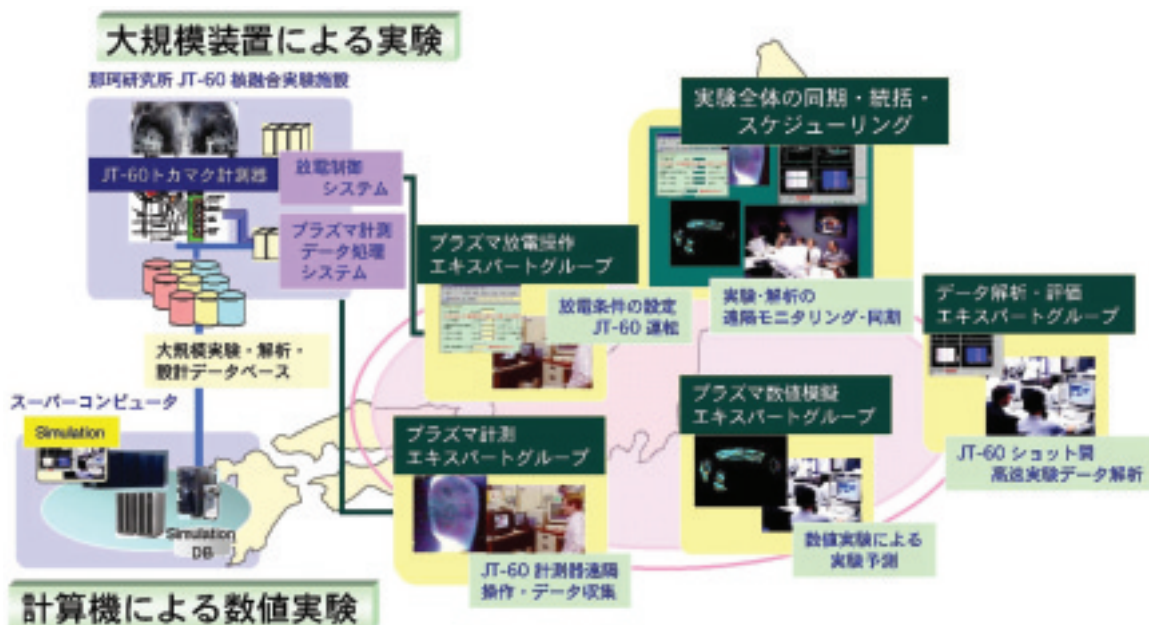 大規模装置による実験
那珂研究所 JT-60 核融合実験施設
JT-60トカマク計測器
放電制御
システム
プラズマ計測
データ処理
システム
大規模実験・解析・
設計データベース
スーパーコンピュータ
Simulation
Simulation
DB
計算機による数値実験
実験全体の同期・統括・
スケジューリング
実験・解析の
遠隔モニタリング・同期
プラズマ放電操作
エキスパートグループ
放電条件の設定
JT-60 運転
データ解析・評価
エキスパートグループ
JT-60 ショット間
高速実験データ解析
プラズマ計測
エキスパートグループ
JT-60 計測器遠隔
操作・データ収集
プラズマ数値模擬
エキスパートグループ
数値実験による
実験予測